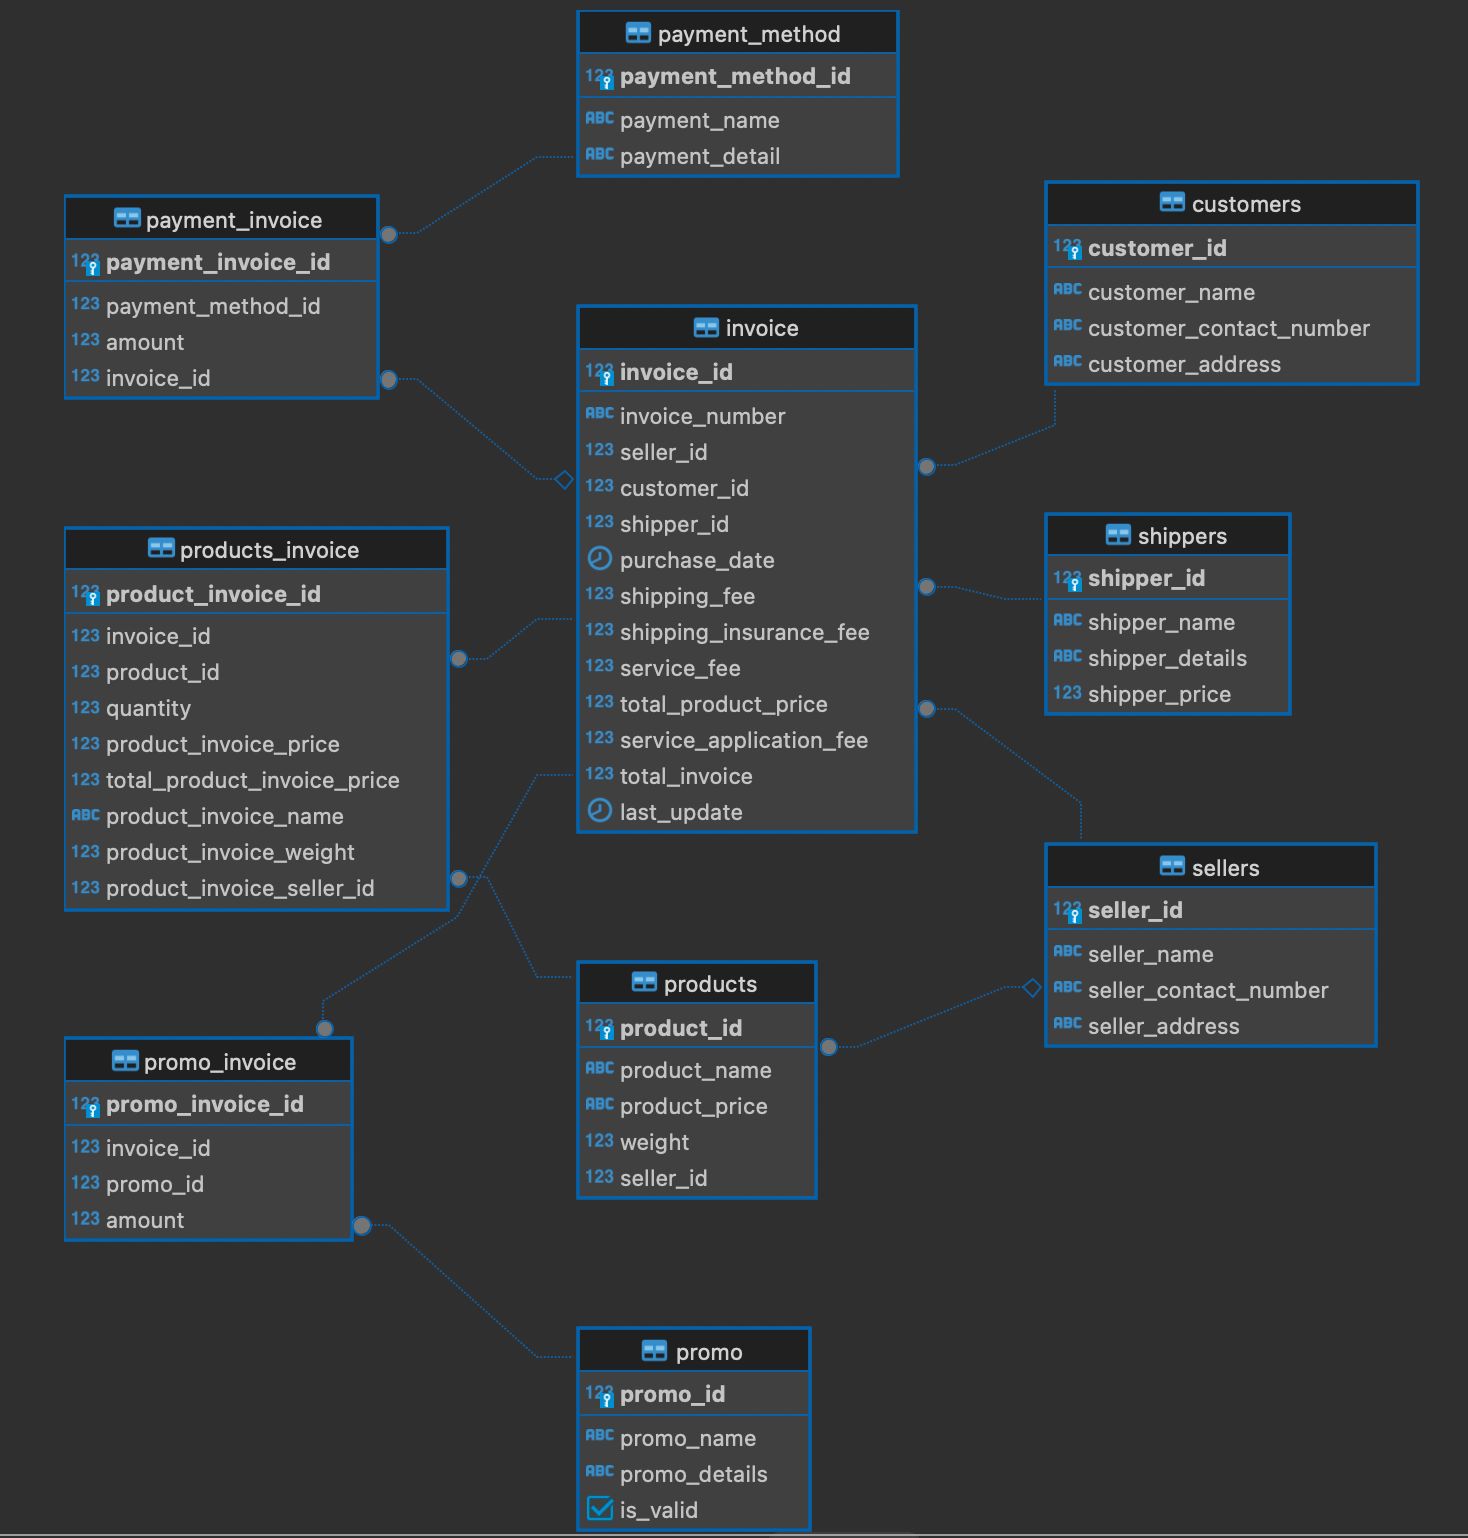 payment_method
123 payment_method_id
ABC payment_name
ABC payment_detail
payment_invoice
123 payment_invoice_id
123 payment_method_id
123 amount
123 invoice_id
customers
123 customer_id
ABC customer_name
ABC customer_contact_number
ABC customer_address
invoice
123 invoice_id
ABC invoice_number
123 seller_id
123 customer_id
123 shipper_id
purchase_date
123 shipping_fee
123 shipping_insurance_fee
123 service_fee
123 total_product_price
123 service_application_fee
123 total_invoice
last_update
products_invoice
123 product_invoice_id
123 invoice_id
123 product_id
123 quantity
123 product_invoice_price
123 total_product_invoice_price
ABC product_invoice_name
123 product_invoice_weight
123 product_invoice_seller_id
shippers
123 shipper_id
ABC shipper_name
ABC shipper_details
123 shipper_price
sellers
123 seller_id
ABC seller_name
ABC seller_contact_number
ABC seller_address
products
123 product_id
ABC product_name
ABC product_price
123 weight
123 seller_id
promo_invoice
123 promo_invoice_id
123 invoice_id
123 promo_id
123 amount
promo
123 promo_id
ABC promo_name
ABC promo_details
is_valid